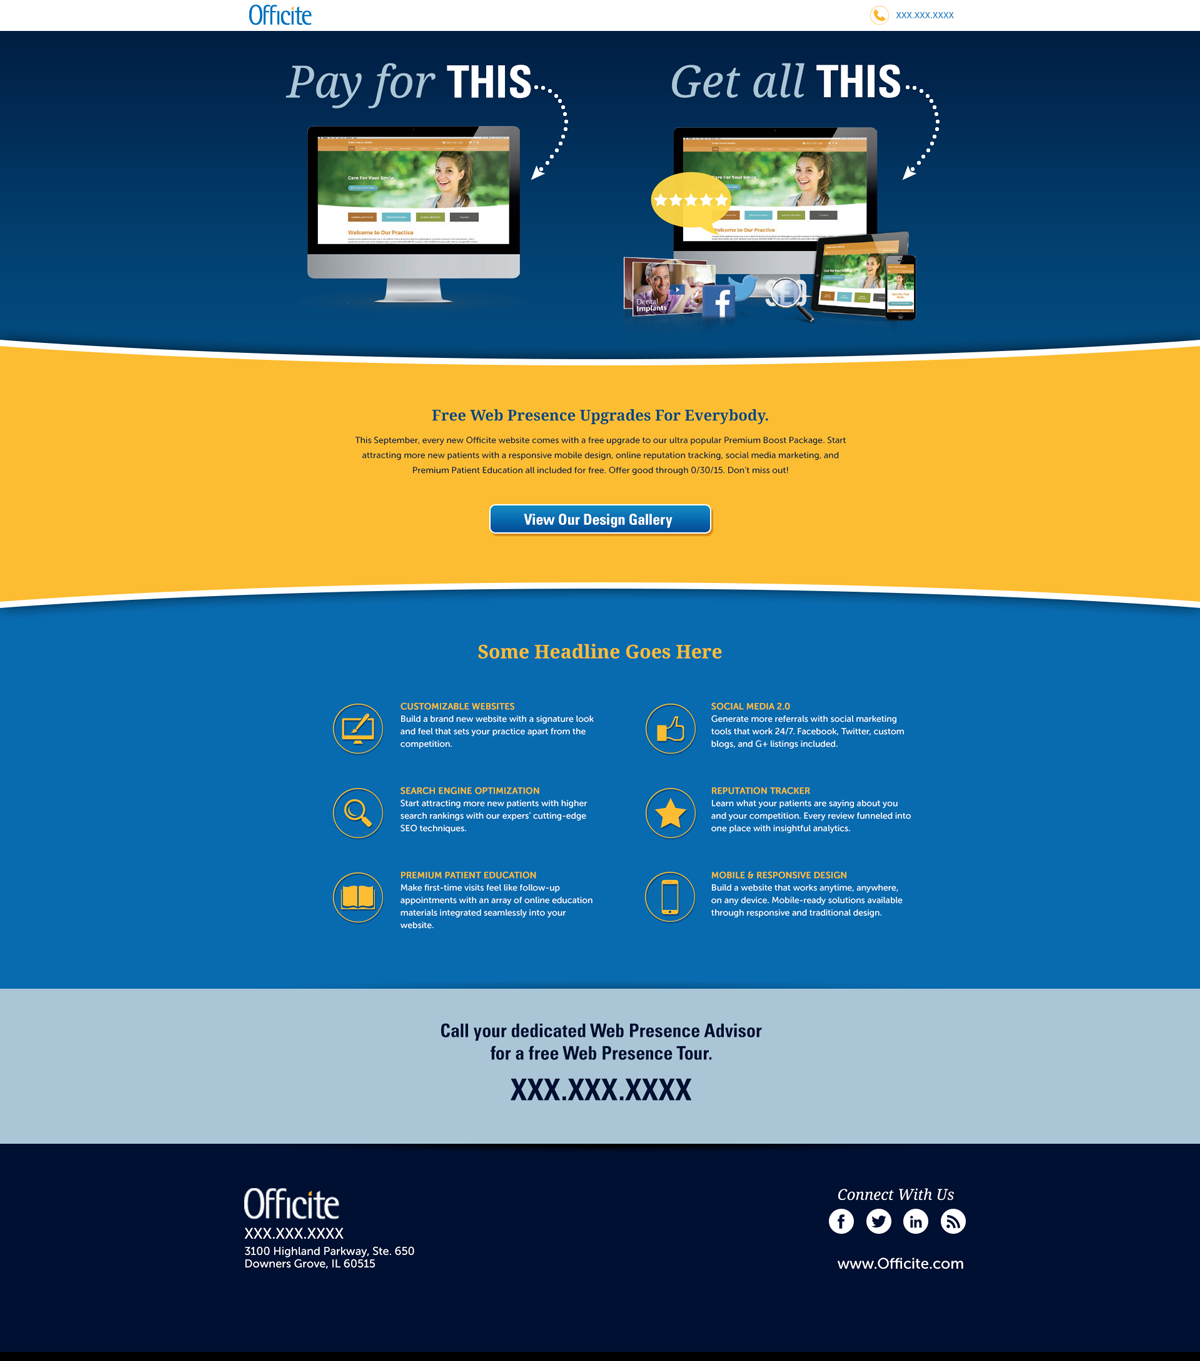 Officite
XXX.XXX.XXXX
Pay for THIS
Get all THIS
Care For Your Smile
Welcome to Our Practice
Care For Your Smile
Welcome to Our Practice
Dental
Implants
SEO
Free Web Presence Upgrades For Everybody.
This September, every new Officite website comes with a free upgrade to our ultra popular Premium Boost Package. Start
attracting more new patients with a responsive mobile design, online reputation tracking, social media marketing, and
Premium Patient Education all included for free. Offer good through 0/30/15. Don't miss out!
View Our Design Gallery
Some Headline Goes Here
CUSTOMIZABLE WEBSITES
Build a brand new website with a signature look
and feel that sets your practice apart from the
competition.
SOCIAL MEDIA 2.0
Generate more referrals with social marketing
tools that work 24/7. Facebook, Twitter, custom
blogs, and G+ listings included.
SEARCH ENGINE OPTIMIZATION
Start attracting more new patients with higher
search rankings with our expers' cutting-edge
SEO techniques.
REPUTATION TRACKER
Learn what your patients are saying about you
and your competition. Every review funneled into
one place with insightful analytics.
PREMIUM PATIENT EDUCATION
Make first-time visits feel like follow-up
appointments with an array of online education
materials integrated seamlessly into your
website.
MOBILE & RESPONSIVE DESIGN
Build a website that works anytime, anywhere,
on any device. Mobile-ready solutions available
through responsive and traditional design.
Call your dedicated Web Presence Advisor
for a free Web Presence Tour.
XXX.XXX.XXXX
Officite
XXX.XXX.XXXX
3100 Highland Parkway, Ste. 650
Downers Grove, IL 60515
Connect With Us
www.Officite.com